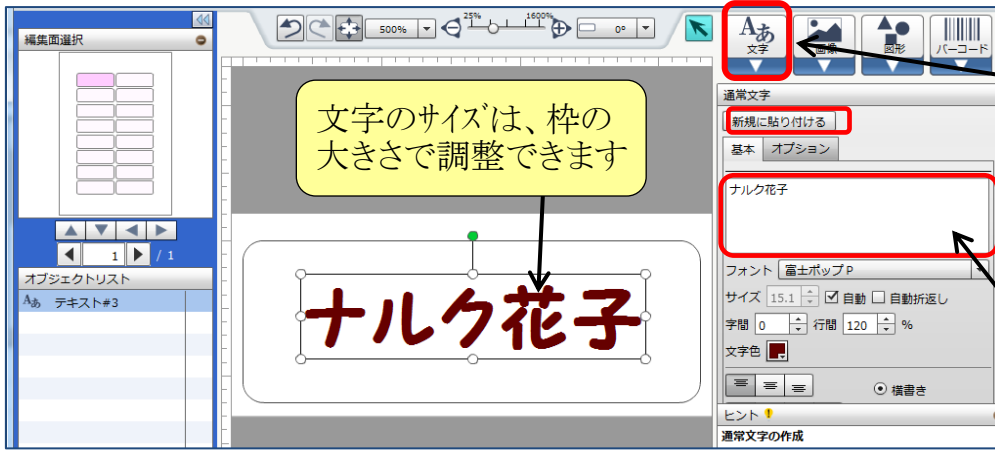 編集面選択
500%
25%
1600%
0°
Aあ
文字
画像
図形
バーコード
通常文字
新規に貼り付ける
基本
オプション
ナルク花子
文字のサイズは、枠の
大きさで調整できます
1 / 1
オブジェクトリスト
Aあ テキスト#3
ナルク花子
フォント 富士ポップP
サイズ 15.1 自動 自動折返し
字間 0 行間 120 %
文字色
横書き
ヒント
通常文字の作成